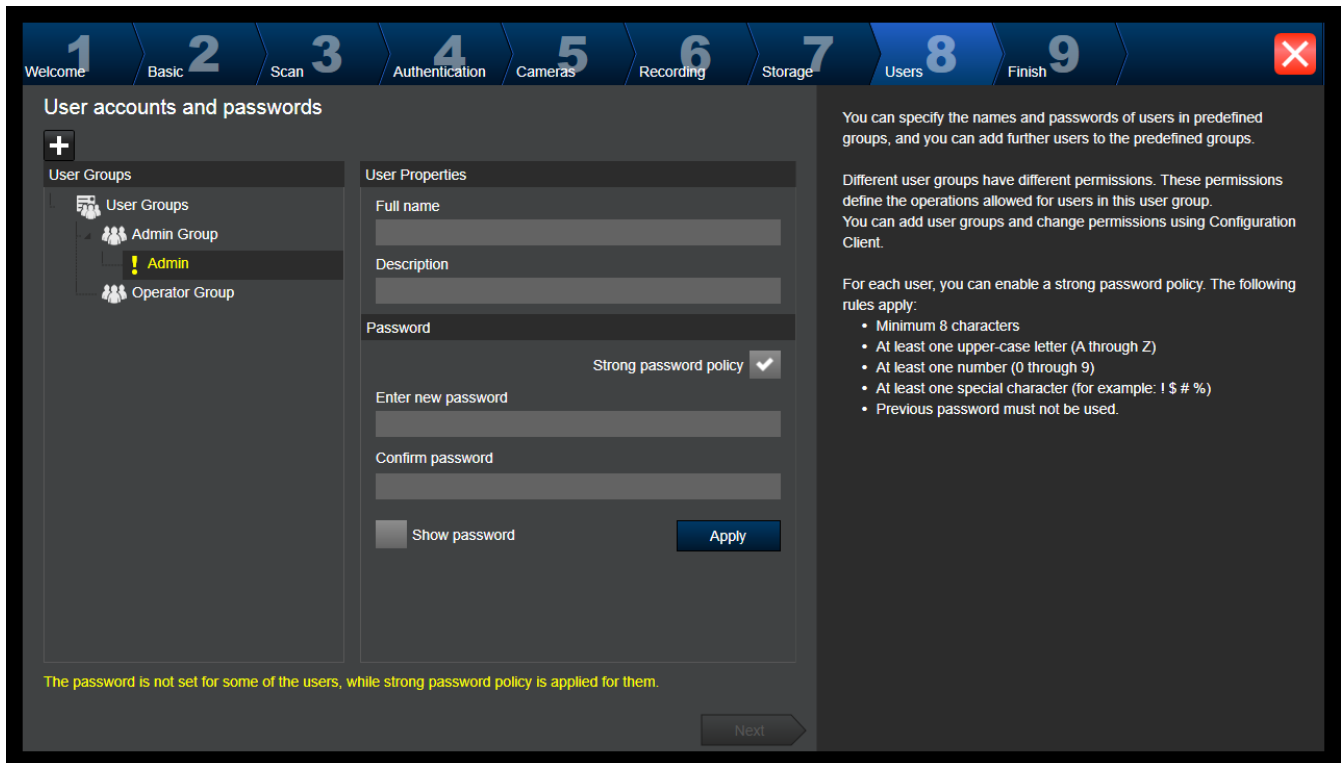 1 Welcome
2 Basic
3 Scan
4 Authentication
5 Cameras
6 Recording
7 Storage
8 Users
9 Finish
User accounts and passwords
User Groups
User Groups
Admin Group
! Admin
Operator Group
User Properties
Full name
Description
Password
Strong password policy
Enter new password
Confirm password
Show password
Apply
The password is not set for some of the users, while strong password policy is applied for them.
Next
You can specify the names and passwords of users in predefined
groups, and you can add further users to the predefined groups.
Different user groups have different permissions. These permissions
define the operations allowed for users in this user group.
You can add user groups and change permissions using Configuration
Client.
For each user, you can enable a strong password policy. The following
rules apply:
• Minimum 8 characters
• At least one upper-case letter (A through Z)
• At least one number (0 through 9)
• At least one special character (for example: ! $ # %)
• Previous password must not be used.